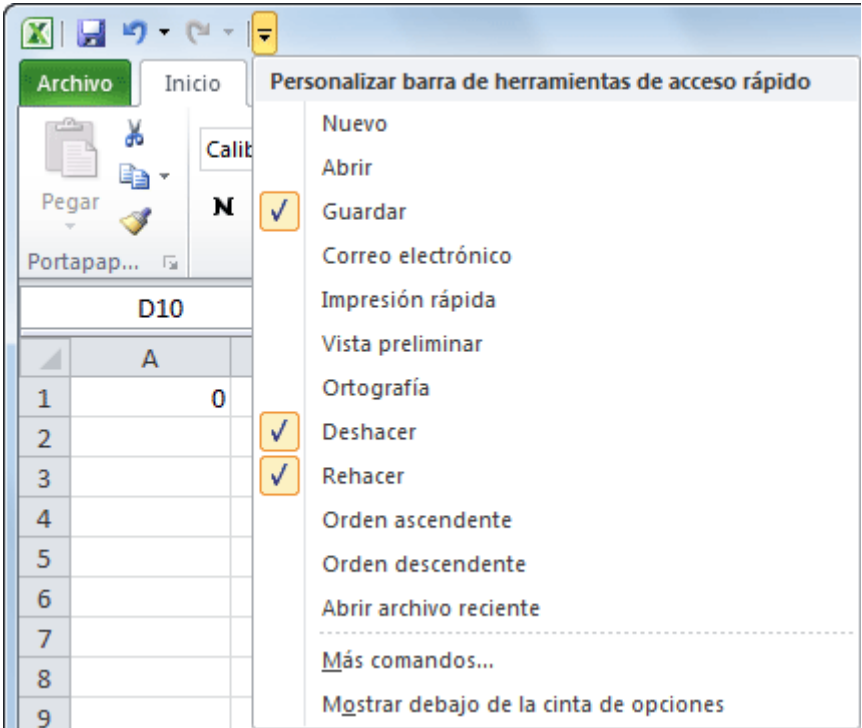 Archivo
Inicio
Personalizar barra de herramientas de acceso rápido
Nuevo
Abrir
Guardar
Correo electrónico
Impresión rápida
Vista preliminar
Ortografía
Deshacer
Rehacer
Orden ascendente
Orden descendente
Abrir archivo reciente
Más comandos...
Mostrar debajo de la cinta de opciones
Pegar
Calib
N
Portapap...
D10
A
1 0
2
3
4
5
6
7
8
9